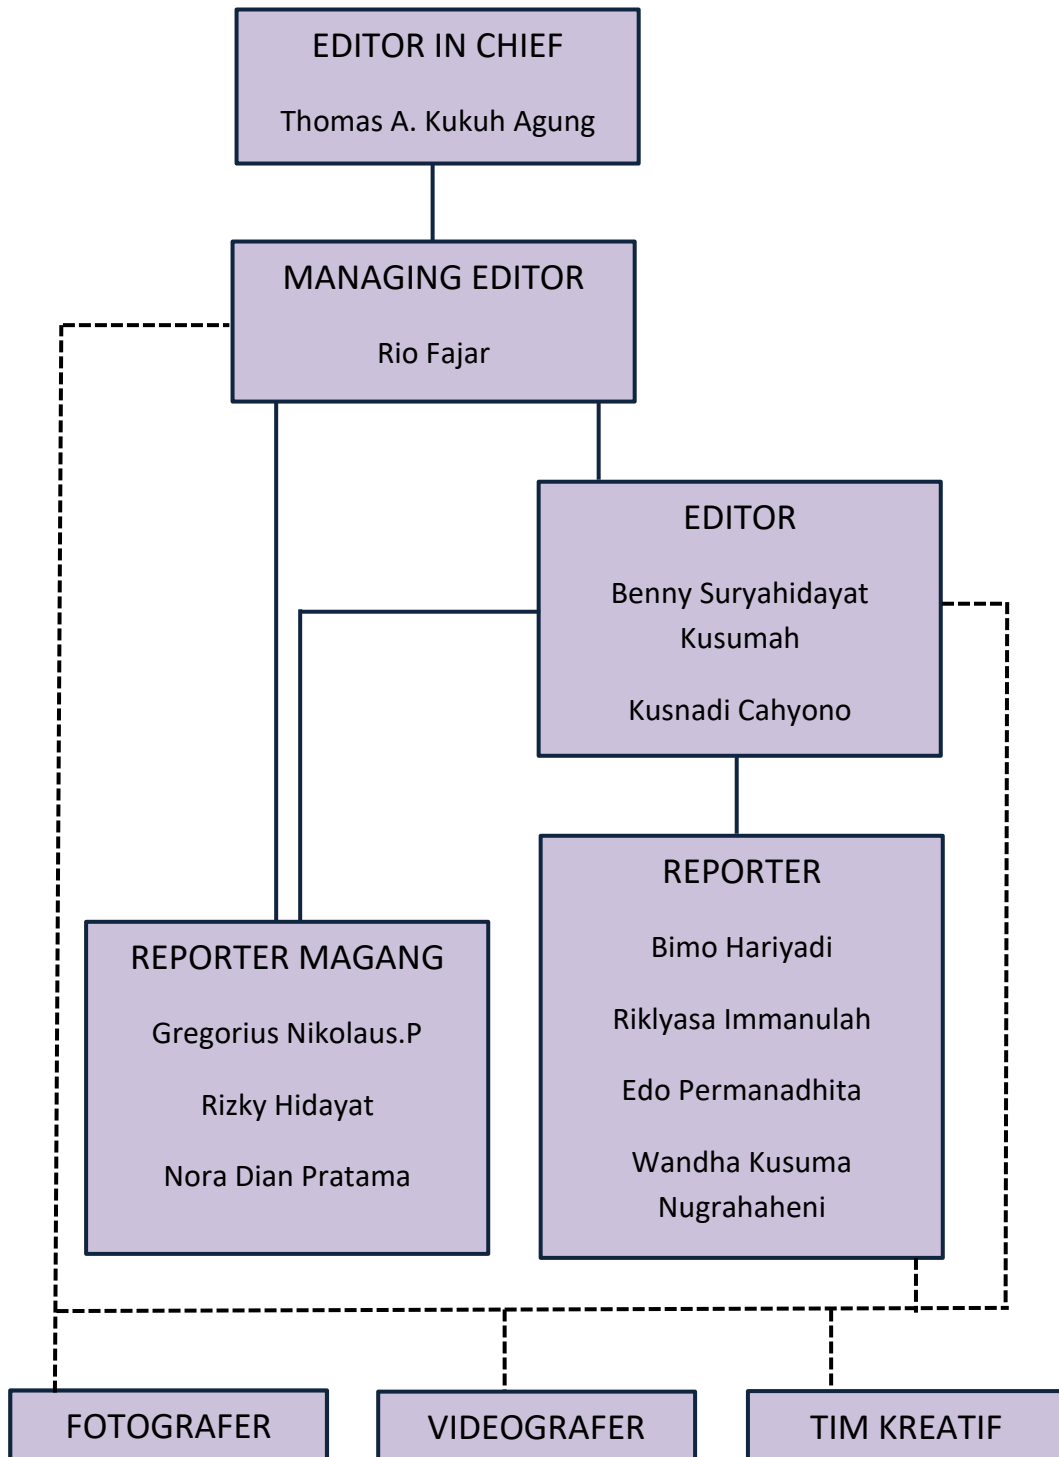 EDITOR IN CHIEF
Thomas A. Kukuh Agung
MANAGING EDITOR
Rio Fajar
EDITOR
Benny Suryahidayat
Kusumah
Kusnadi Cahyono
REPORTER
Bimo Hariyadi
Riklyasa Immanulah
Edo Permanadhita
Wandha Kusuma
Nugrahaheni
REPORTER MAGANG
Gregorius Nikolaus.P
Rizky Hidayat
Nora Dian Pratama
FOTOGRAFER
VIDEOGRAFER
TIM KREATIF